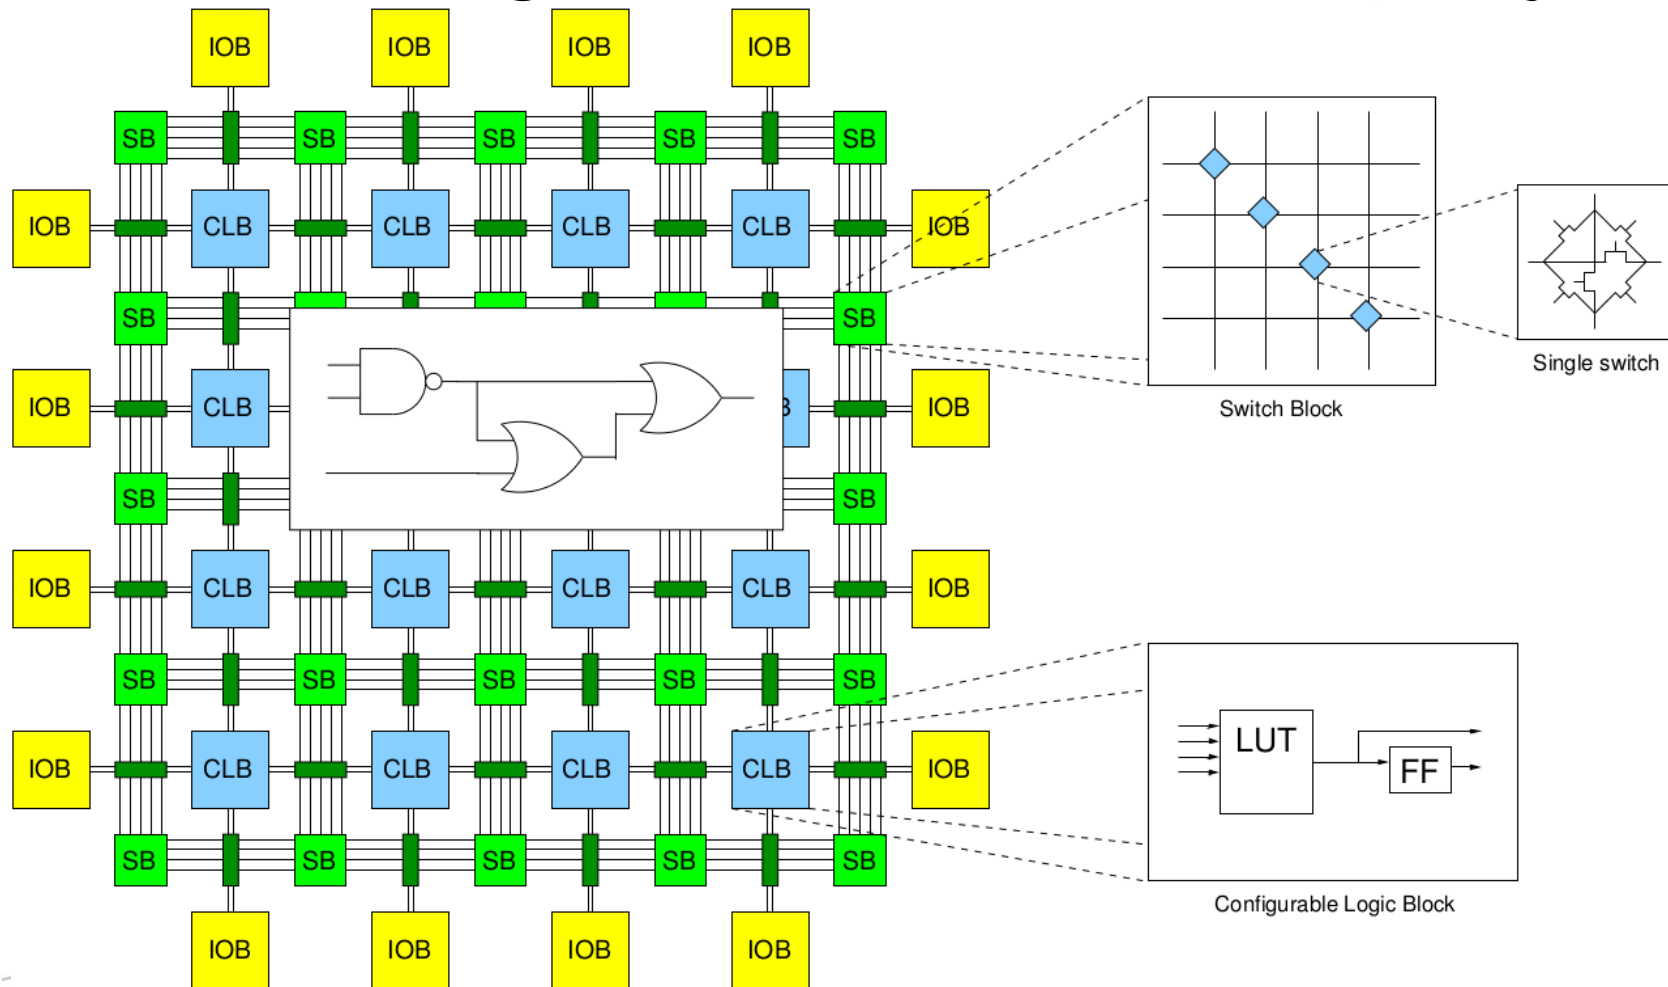 IOB IOB IOB IOB
SB SB SB SB SB
IOB CLB CLB CLB CLB IOB
SB SB
Single switch
IOB CLB IOB
Switch Block
SB SB
IOB CLB CLB CLB CLB IOB
SB SB SB SB SB
LUT
FF
IOB CLB CLB CLB CLB IOB
SB SB SB SB SB
Configurable Logic Block
IOB IOB IOB IOB